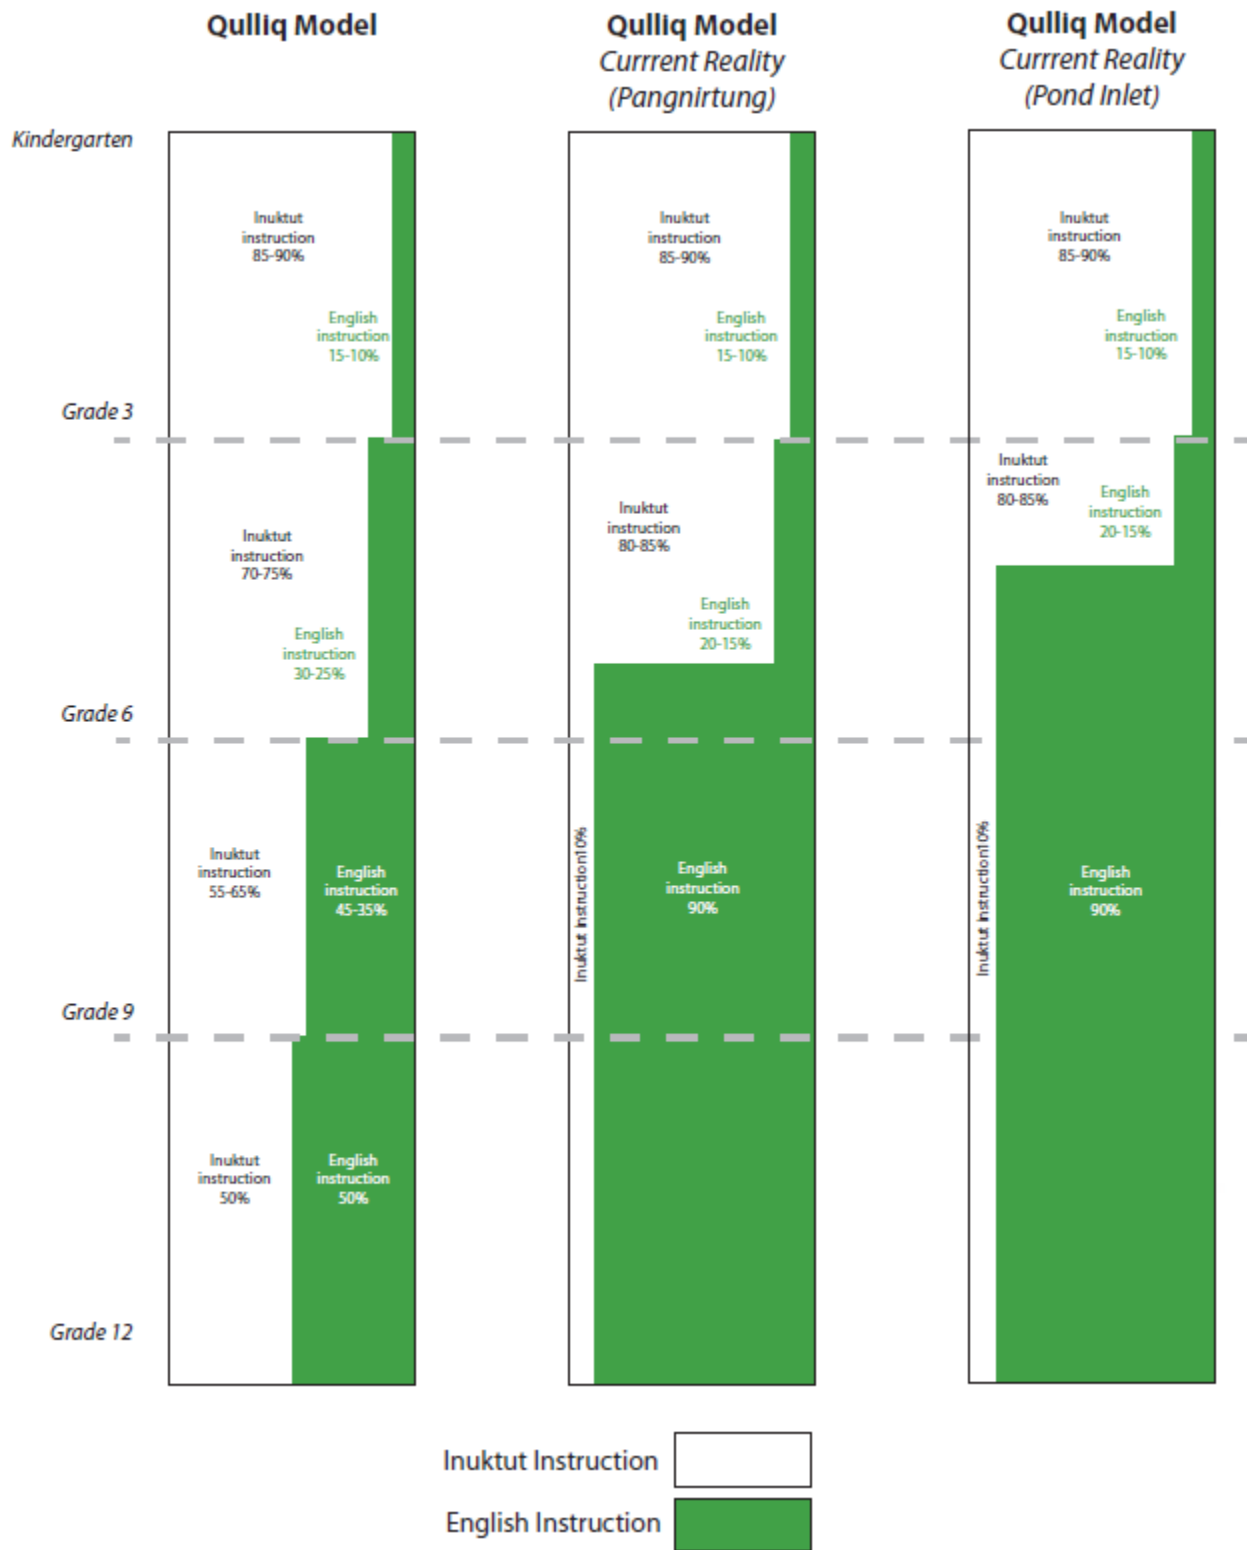 Qulliq Model
Qulliq Model
Currrent Reality
(Pangnirtung)
Qulliq Model
Currrent Reality
(Pond Inlet)
Kindergarten
Inuktut
instruction
85-90%
English
instruction
15-10%
Inuktut
instruction
85-90%
English
instruction
15-10%
Inuktut
instruction
85-90%
English
instruction
15-10%
Grade 3
Inuktut
instruction
70-75%
English
instruction
30-25%
Inuktut
instruction
80-85%
English
instruction
20-15%
Inuktut
instruction
80-85%
English
instruction
20-15%
Grade 6
Inuktut
instruction
55-65%
English
instruction
45-35%
Inuktut instruction10%
English
instruction
90%
Inuktut instruction10%
English
instruction
90%
Grade 9
Inuktut
instruction
50%
English
instruction
50%
Grade 12
Inuktut Instruction
English Instruction